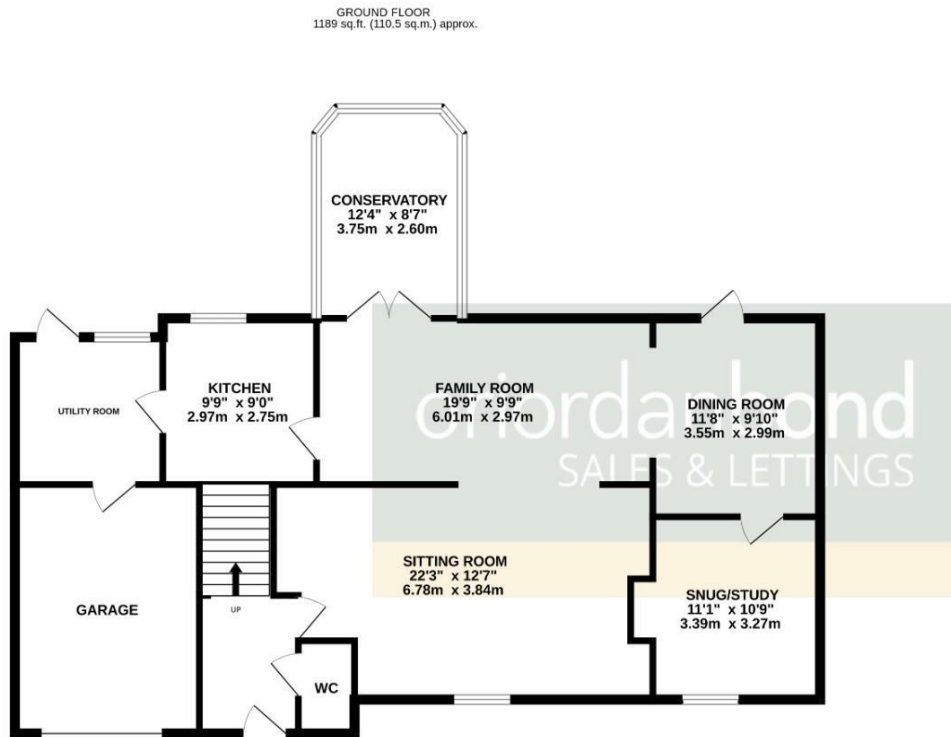 GROUND FLOOR
1189 sq.ft. (110.5 sq.m.) approx.
CONSERVATORY
12'4" x 8'7"
3.75m x 2.60m
UTILITY ROOM
KITCHEN
9'9" x 9'0"
2.97m x 2.75m
FAMILY ROOM
19'9" x 9'9"
6.01m x 2.97m
DINING ROOM
11'8" x 9'10"
3.55m x 2.99m
oriordanbond
SALES & LETTINGS
GARAGE
UP
SITTING ROOM
22'3" x 12'7"
6.78m x 3.84m
SNUG/STUDY
11'1" x 10'9"
3.39m x 3.27m
WC